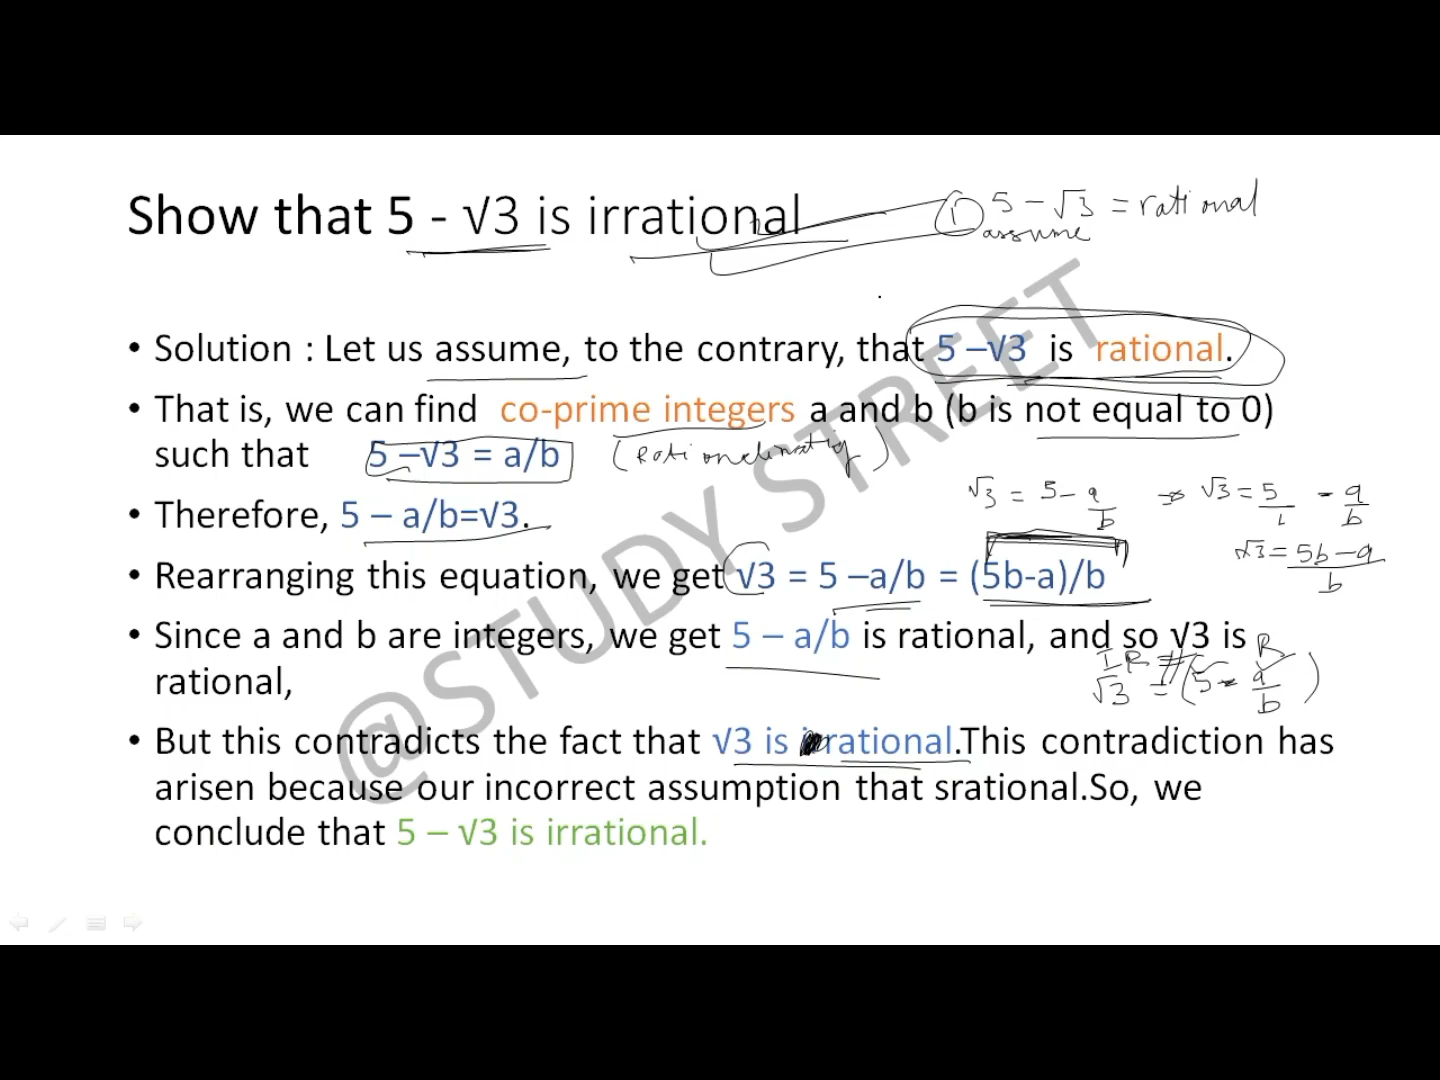 Show that 5 - √3 is irrational
① 5 - √3 = rational
assume
• Solution : Let us assume, to the contrary, that 5 –√3 is rational.
• That is, we can find co-prime integers a and b (b is not equal to 0)
such that 5 –√3 = a/b
• Therefore, 5 – a/b=√3.
√3 = 5 - a/b ⇒ √3 = 5/1 - a/b
√3 = 5b - a / b
• Rearranging this equation, we get √3 = 5 –a/b = (5b-a)/b
• Since a and b are integers, we get 5 – a/b is rational, and so √3 is
rational,
IR ≠ R
√3 = (5 - a/b)
• But this contradicts the fact that √3 is rational.This contradiction has
arisen because our incorrect assumption that srational.So, we
conclude that 5 – √3 is irrational.
@STUDY STREET